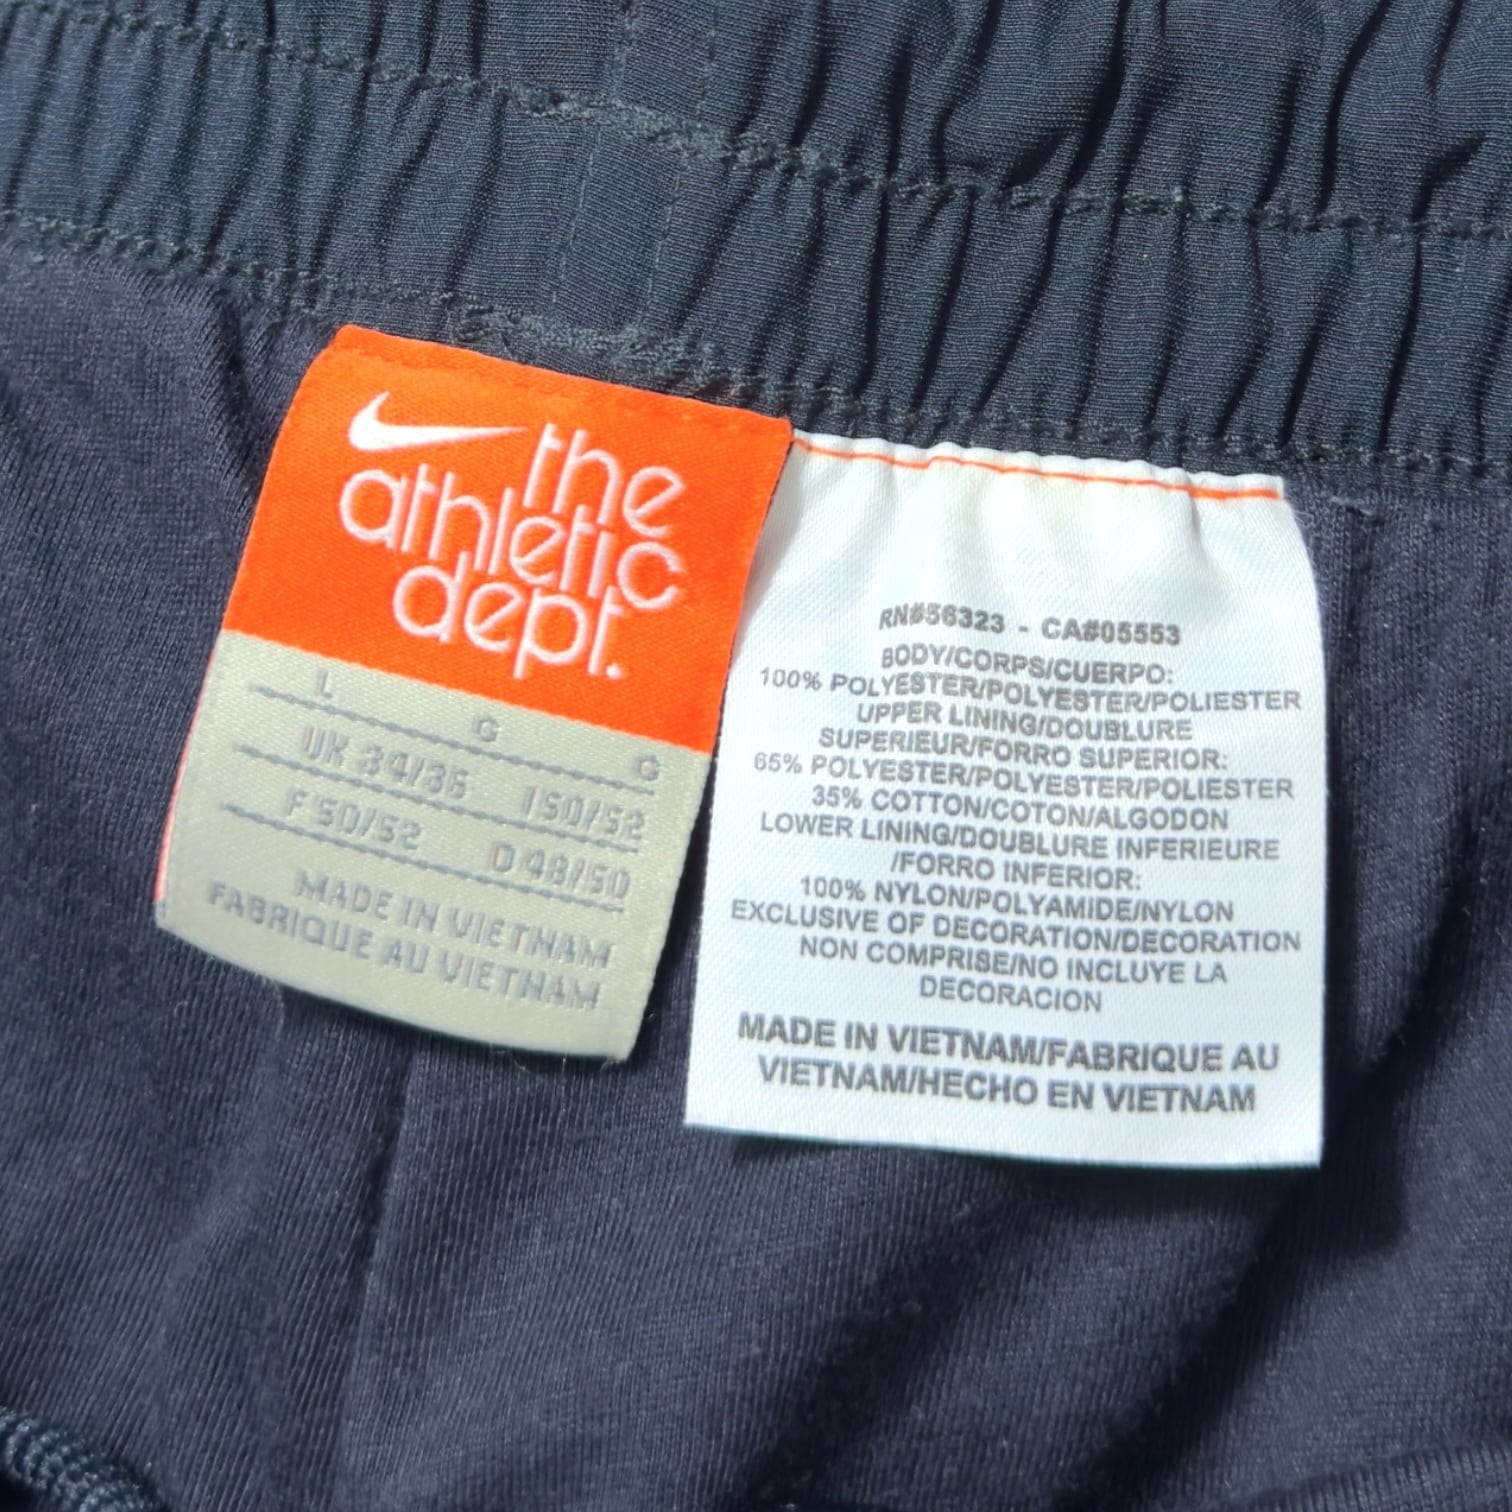 the
athletic
dept.
L G G
UK 34/36 I 50/52
F 50/52 D 48/50
MADE IN VIETNAM
FABRIQUE AU VIETNAM
RN#56323 - CA#05553
BODY/CORPS/CUERPO:
100% POLYESTER/POLYESTER/POLIESTER
UPPER LINING/DOUBLURE
SUPERIEUR/FORRO SUPERIOR:
65% POLYESTER/POLYESTER/POLIESTER
35% COTTON/COTON/ALGODON
LOWER LINING/DOUBLURE INFERIEURE
/FORRO INFERIOR:
100% NYLON/POLYAMIDE/NYLON
EXCLUSIVE OF DECORATION/DECORATION
NON COMPRISE/NO INCLUYE LA
DECORACION
MADE IN VIETNAM/FABRIQUE AU
VIETNAM/HECHO EN VIETNAM